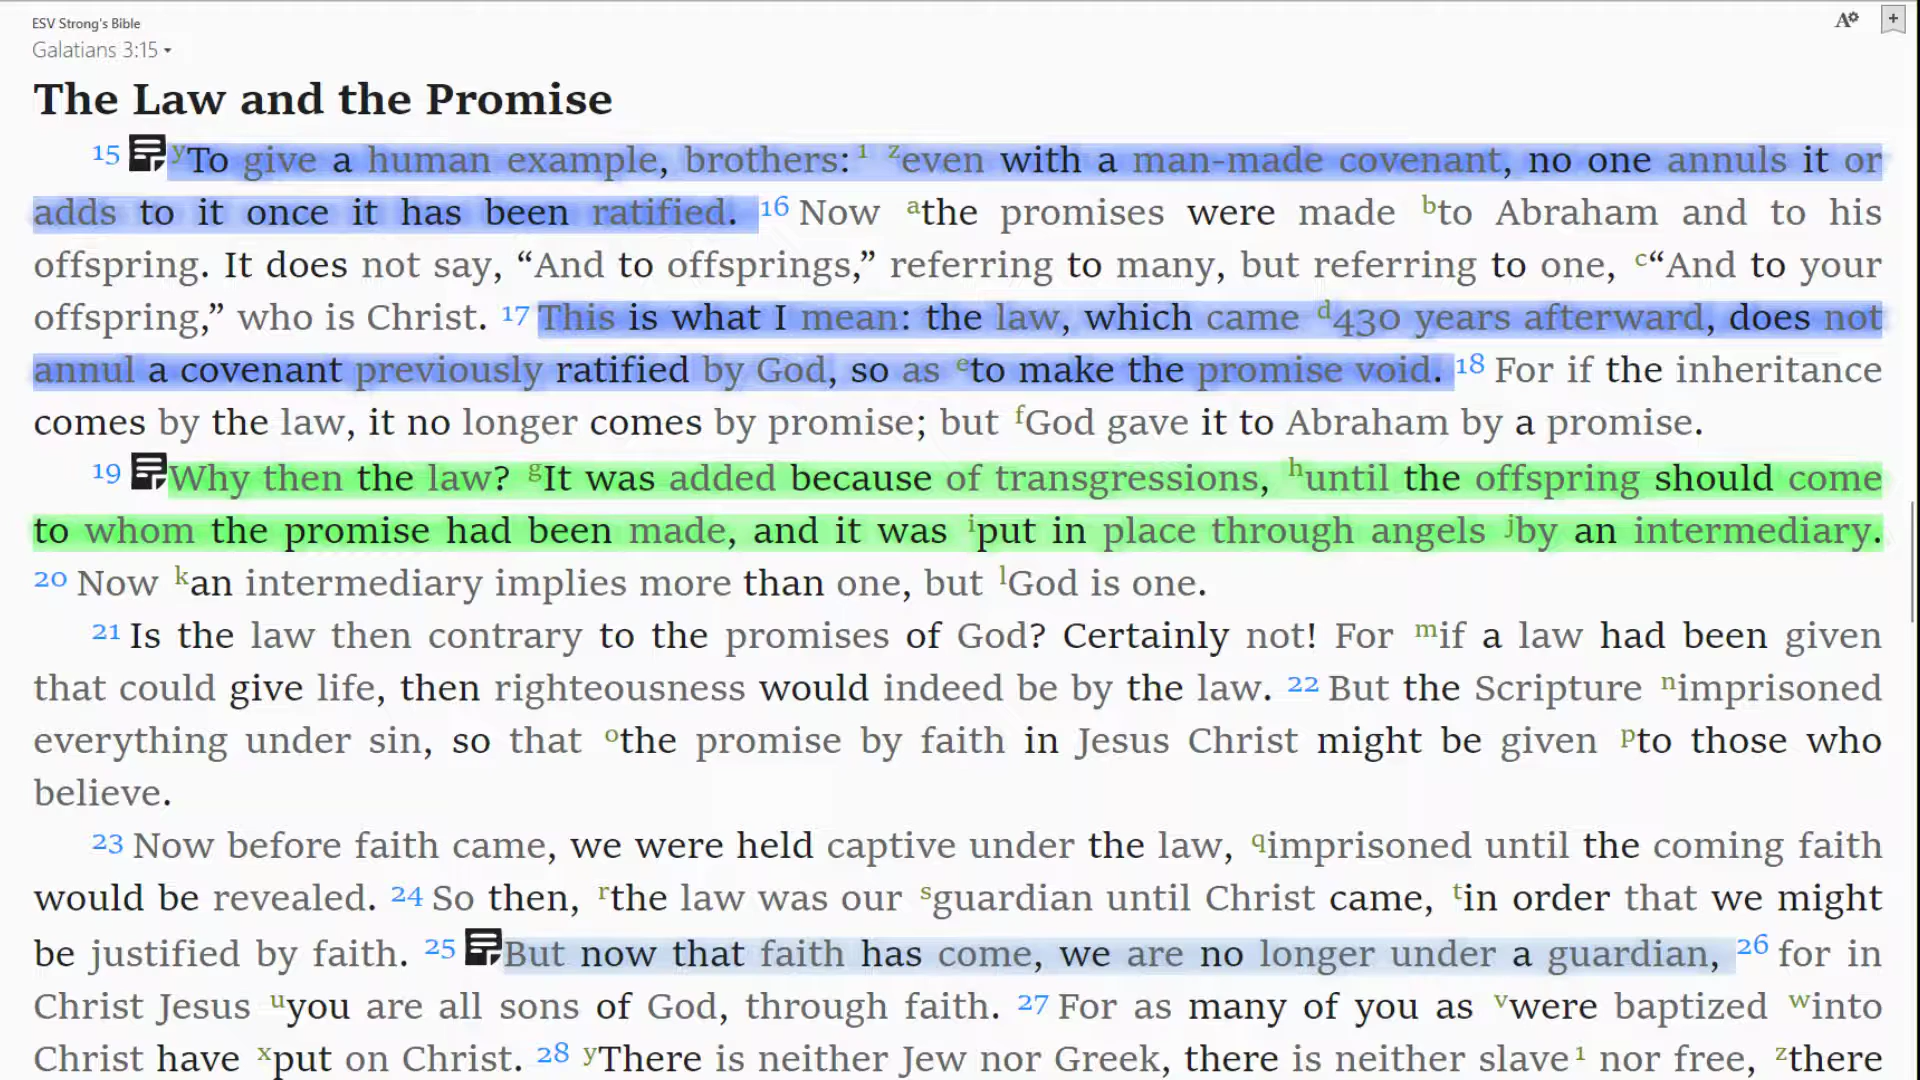 ESV Strong's Bible
Galatians 3:15
The Law and the Promise
15 yTo give a human example, brothers:1 zeven with a man-made covenant, no one annuls it or
adds to it once it has been ratified. 16 Now athe promises were made bto Abraham and to his
offspring. It does not say, “And to offsprings,” referring to many, but referring to one, c“And to your
offspring,” who is Christ. 17 This is what I mean: the law, which came d430 years afterward, does not
annul a covenant previously ratified by God, so as eto make the promise void. 18 For if the inheritance
comes by the law, it no longer comes by promise; but fGod gave it to Abraham by a promise.
19 Why then the law? gIt was added because of transgressions, huntil the offspring should come
to whom the promise had been made, and it was iput in place through angels jby an intermediary.
20 Now kan intermediary implies more than one, but lGod is one.
21 Is the law then contrary to the promises of God? Certainly not! For mif a law had been given
that could give life, then righteousness would indeed be by the law. 22 But the Scripture nimprisoned
everything under sin, so that othe promise by faith in Jesus Christ might be given pto those who
believe.
23 Now before faith came, we were held captive under the law, qimprisoned until the coming faith
would be revealed. 24 So then, rthe law was our sguardian until Christ came, tin order that we might
be justified by faith. 25 But now that faith has come, we are no longer under a guardian, 26 for in
Christ Jesus uyou are all sons of God, through faith. 27 For as many of you as vwere baptized winto
Christ have xput on Christ. 28 yThere is neither Jew nor Greek, there is neither slave1 nor free, zthere